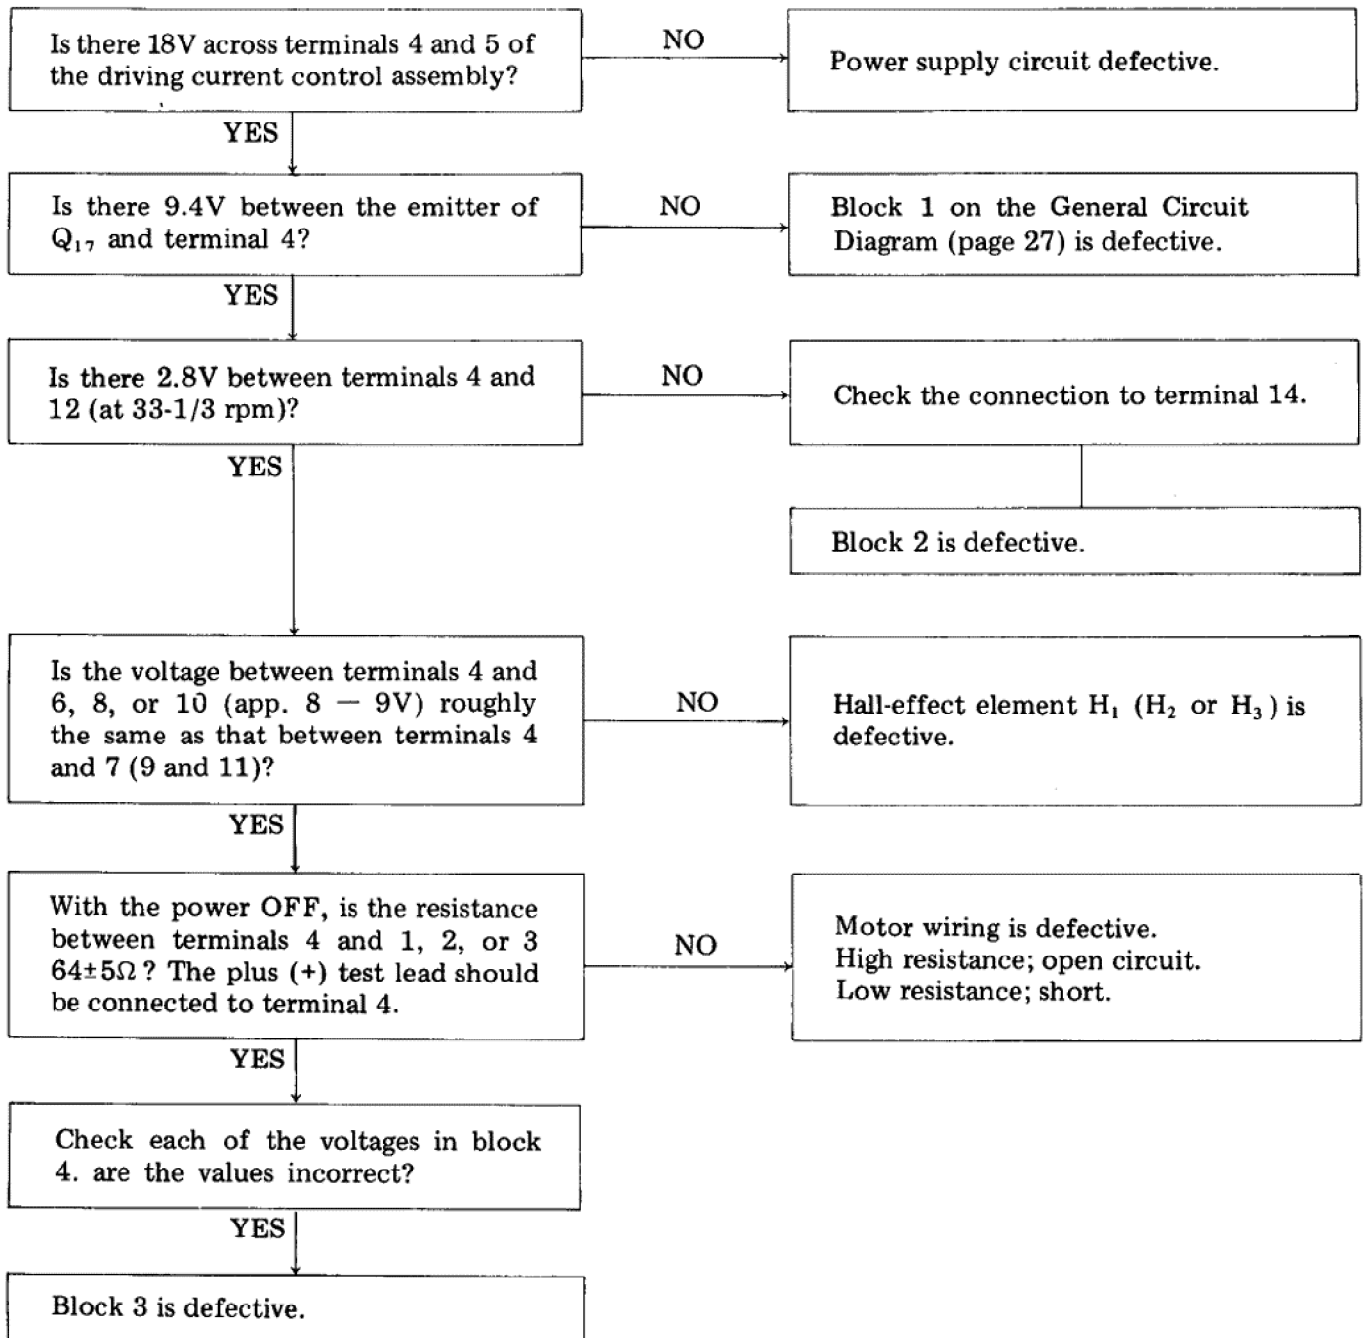 Is there 18V across terminals 4 and 5 of
the driving current control assembly?
NO
Power supply circuit defective.
YES
Is there 9.4V between the emitter of
Q₁₇ and terminal 4?
NO
Block 1 on the General Circuit
Diagram (page 27) is defective.
YES
Is there 2.8V between terminals 4 and
12 (at 33-1/3 rpm)?
NO
Check the connection to terminal 14.
YES
Block 2 is defective.
Is the voltage between terminals 4 and
6, 8, or 10 (app. 8 — 9V) roughly
the same as that between terminals 4
and 7 (9 and 11)?
NO
Hall-effect element H₁ (H₂ or H₃) is
defective.
YES
With the power OFF, is the resistance
between terminals 4 and 1, 2, or 3
64±5Ω? The plus (+) test lead should
be connected to terminal 4.
NO
Motor wiring is defective.
High resistance; open circuit.
Low resistance; short.
YES
Check each of the voltages in block
4. are the values incorrect?
YES
Block 3 is defective.